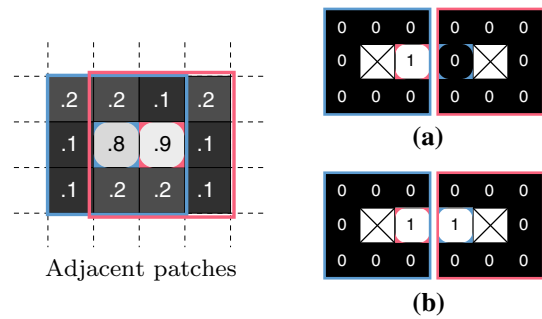 .2 .2 .1 .2
.1 .8 .9 .1
.1 .2 .2 .1
Adjacent patches
0 0 0 0 0 0
0 1 0 0
0 0 0 0 0 0
(a)
0 0 0 0 0 0
0 1 1 0
0 0 0 0 0 0
(b)